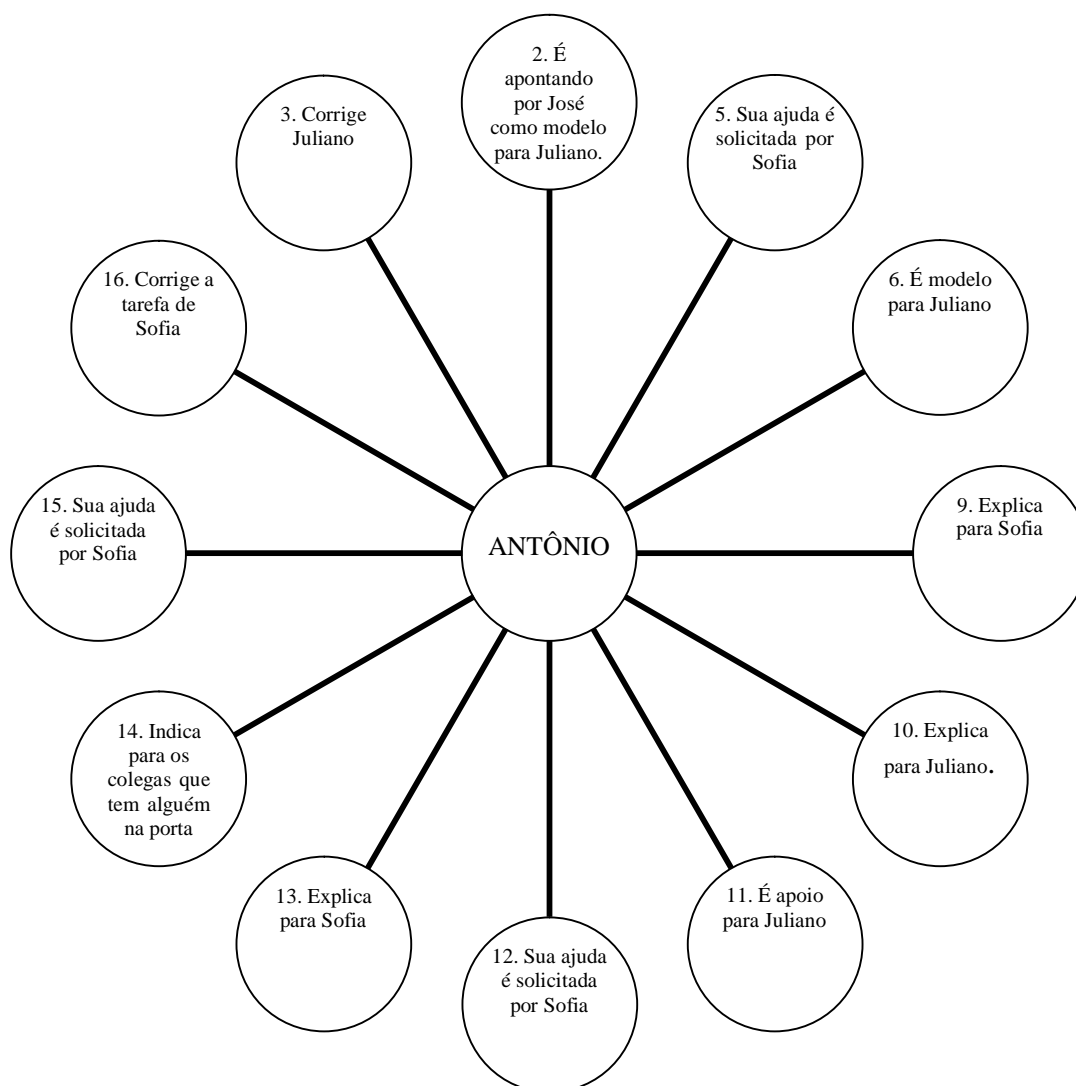 2. É
apontando
por José
como modelo
para Juliano.
5. Sua ajuda é
solicitada por
Sofia
6. É modelo
para Juliano
9. Explica
para Sofia
10. Explica
para Juliano.
11. É apoio
para Juliano
12. Sua ajuda
é solicitada
por Sofia
13. Explica
para Sofia
14. Indica
para os
colegas que
tem alguém
na porta
15. Sua ajuda
é solicitada
por Sofia
16. Corrige a
tarefa de
Sofia
3. Corrige
Juliano
ANTÔNIO